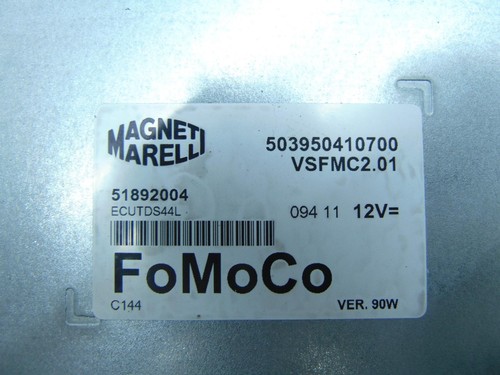 MAGNETI
MARELLI
503950410700
VSFMC2.01
51892004
ECUTDS44L
094 11 12V=
FoMoCo
C144
VER. 90W